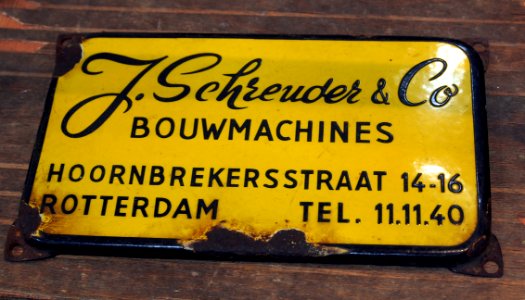 J. Schreuder & Co
BOUWMACHINES
HOORNBREKERSSTRAAT 14-16
ROTTERDAM TEL. 11.11.40